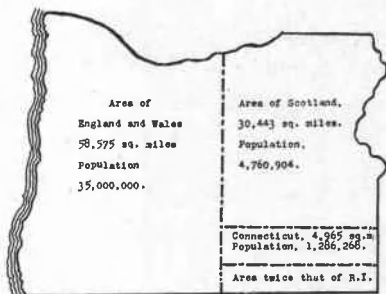 Area of
England and Wales
58,575 sq. miles
Population
35,000,000.
Area of Scotland,
30,443 sq. miles.
Population,
4,760,904.
Connecticut, 4,965 sq.m
Population, 1,286,268.
Area twice that of R.I.